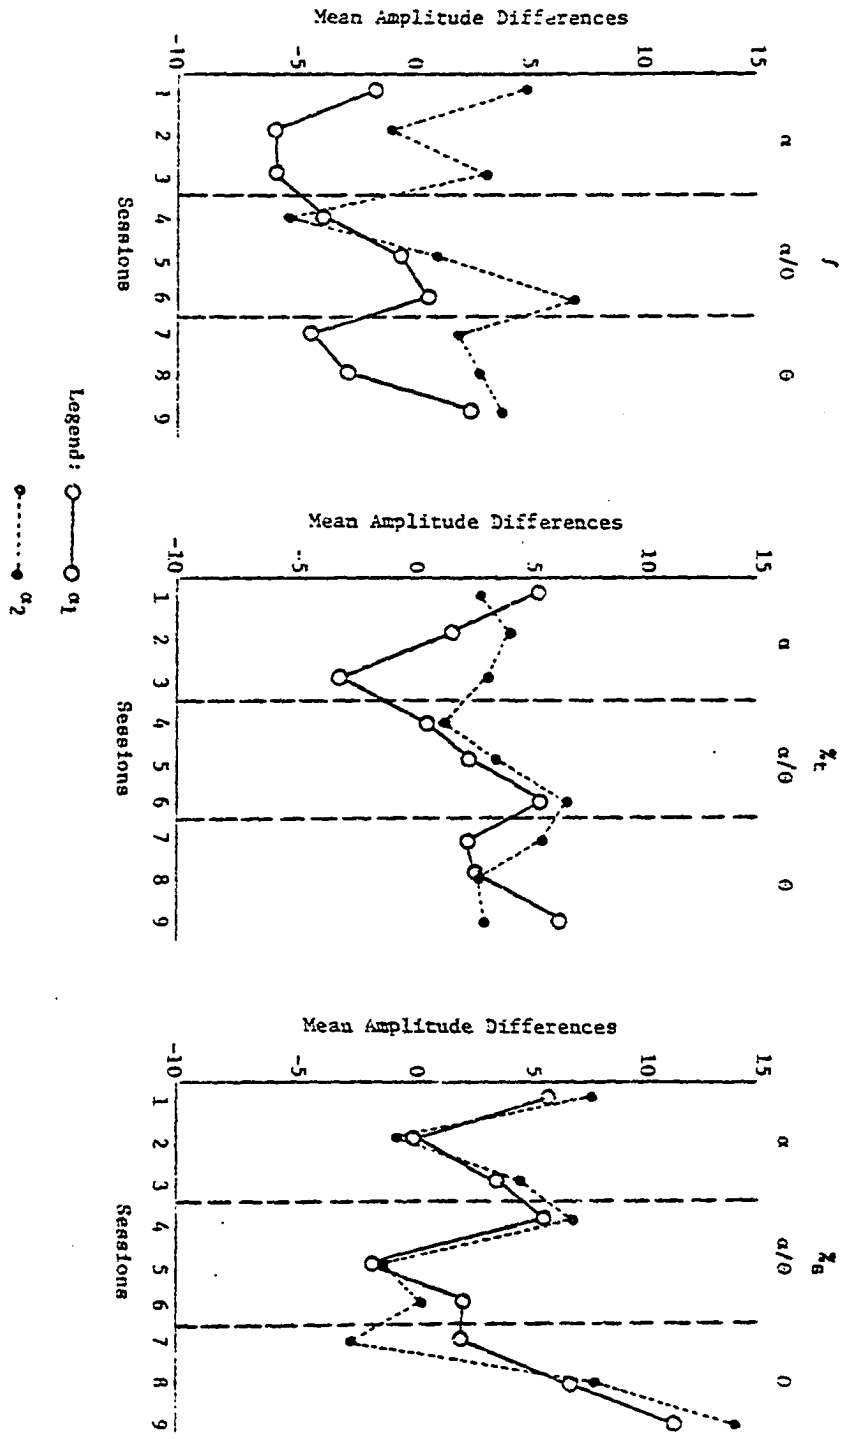 f
α α/θ θ
Mean Amplitude Differences
15
10
5
0
-5
-10
1 2 3 4 5 6 7 8 9
Sessions
%t
α α/θ θ
Mean Amplitude Differences
15
10
5
0
-5
-10
1 2 3 4 5 6 7 8 9
Sessions
%s
α α/θ θ
Mean Amplitude Differences
15
10
5
0
-5
-10
1 2 3 4 5 6 7 8 9
Sessions
Legend: α1
α2